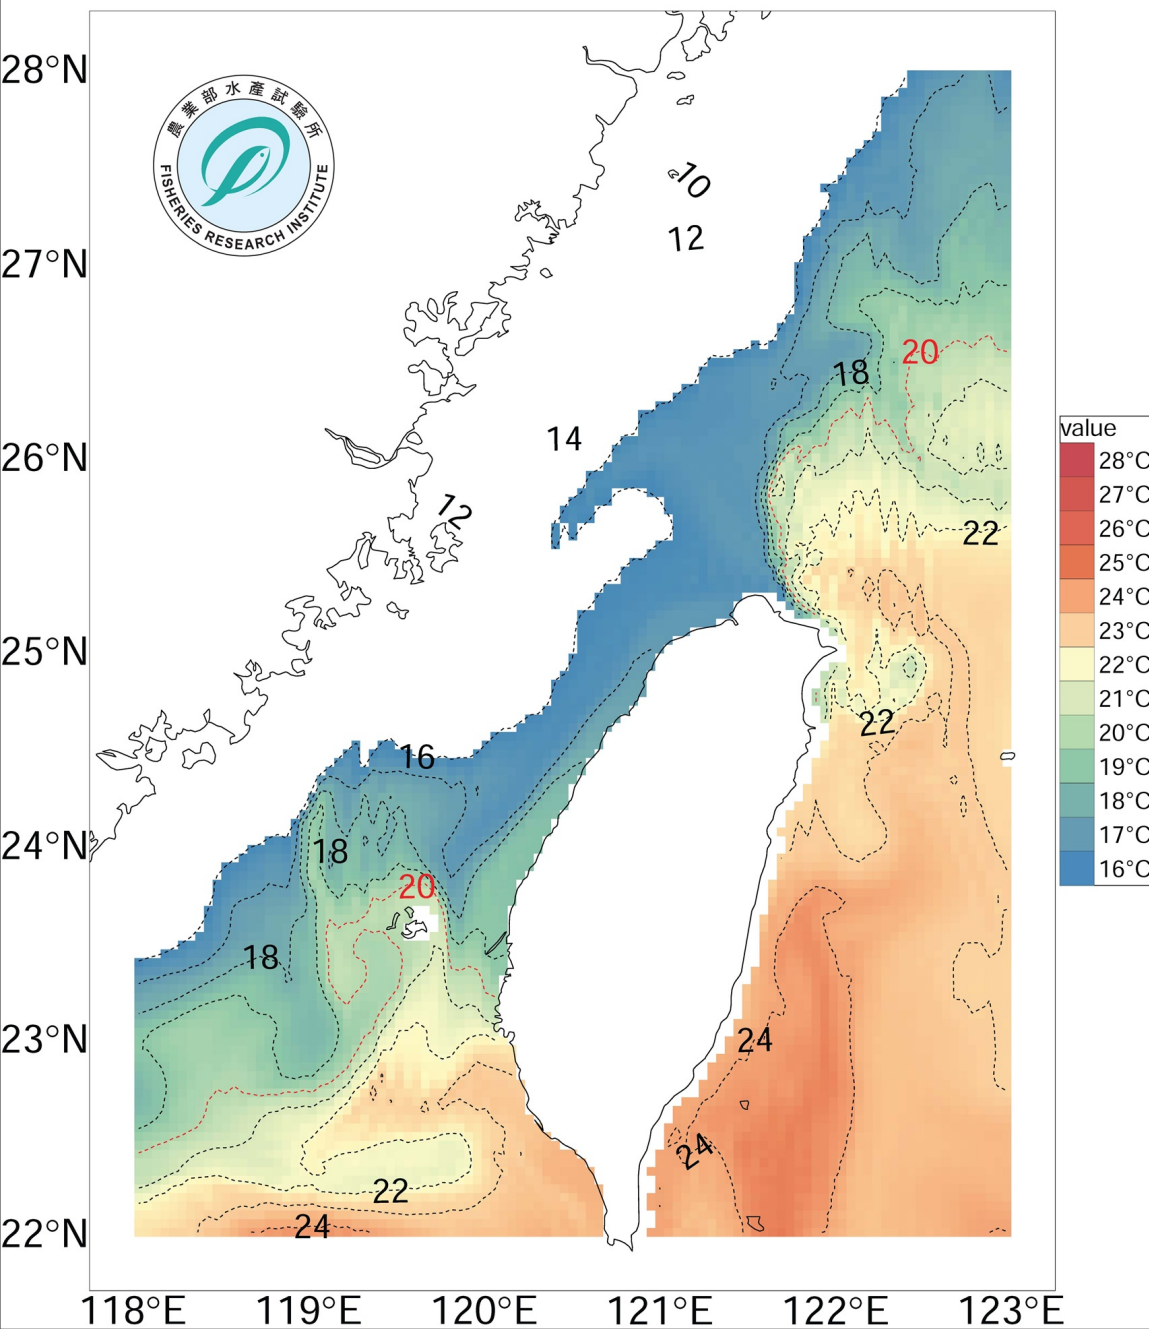 28°N
農業部水產試驗所
FISHERIES RESEARCH INSTITUTE
10
12
27°N
20
18
14
26°N
value
28°C
12
27°C
22
26°C
25°C
24°C
25°N
23°C
22°C
21°C
22
20°C
16
19°C
18°C
24°N
18
17°C
16°C
20
18
23°N
24
24
22
22°N
24
118°E 119°E 120°E 121°E 122°E 123°E